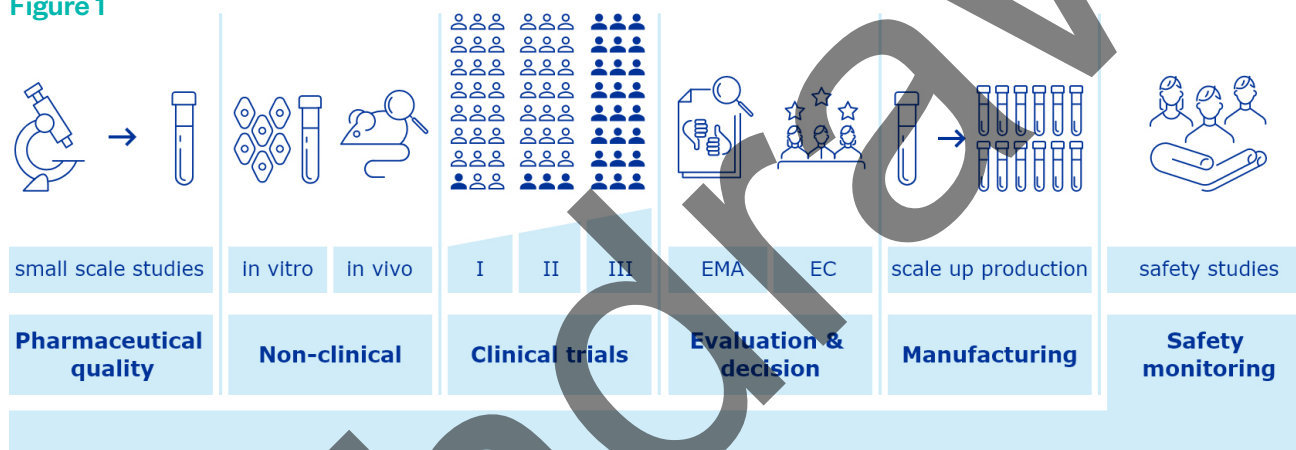 Figure 1
small scale studies
in vitro
in vivo
I
II
III
EMA
EC
scale up production
safety studies
Pharmaceutical
quality
Non-clinical
Clinical trials
Evaluation &
decision
Manufacturing
Safety
monitoring